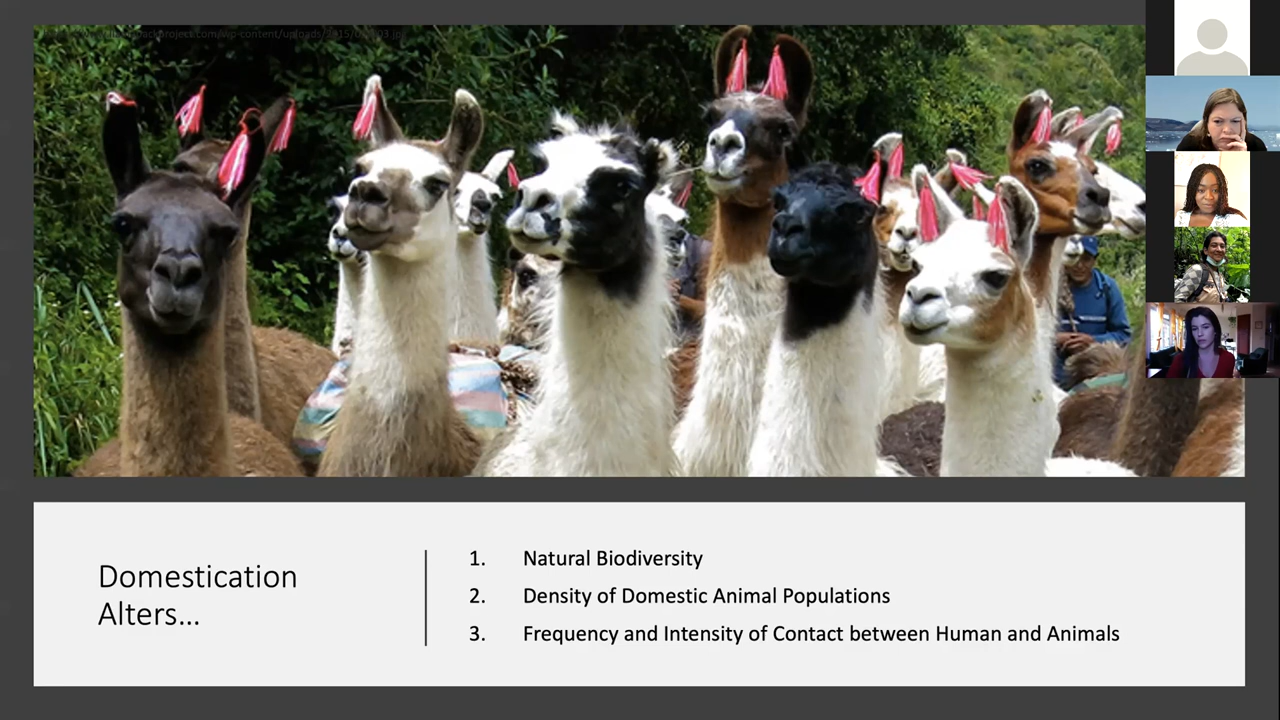 Domestication
Alters...
1. Natural Biodiversity
2. Density of Domestic Animal Populations
3. Frequency and Intensity of Contact between Human and Animals